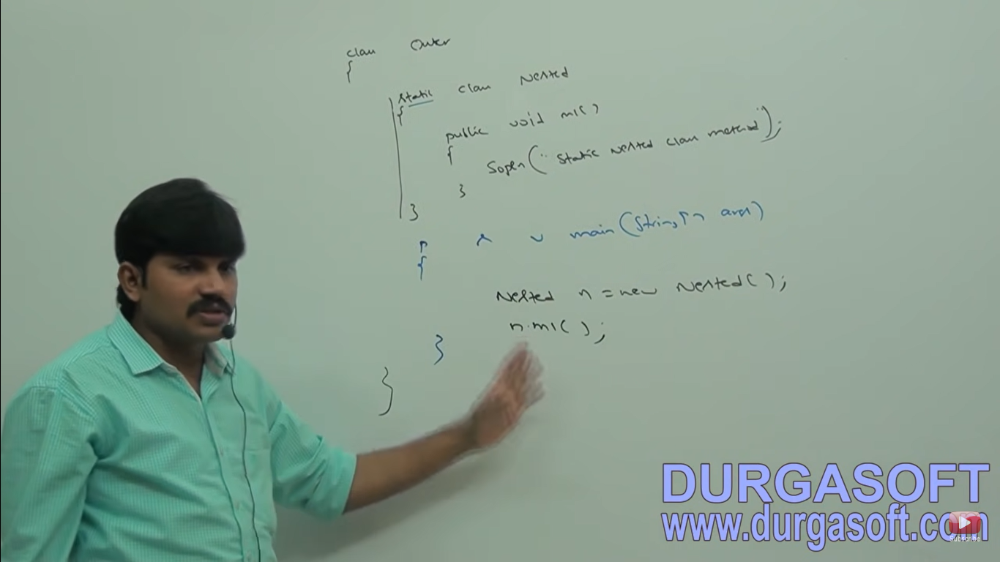 class Outer
{
static class Nested
{
public void m1()
{
Sopln("static nested class method");
}
}
p s v main(String[] args)
{
Nested n = new Nested();
n.m1();
}
}
DURGASOFT
www.durgasoft.com
Subscribe